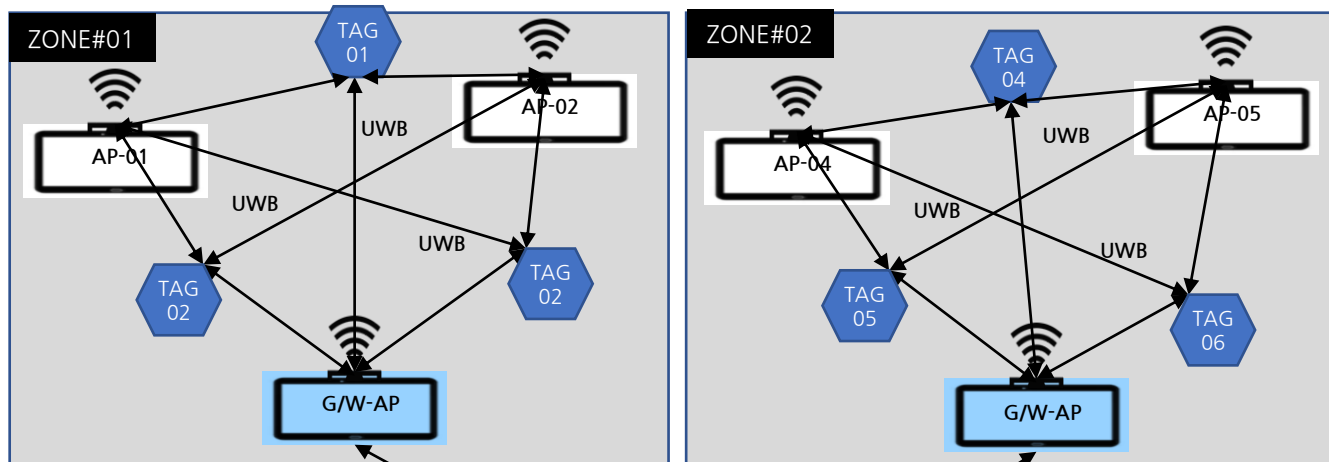 ZONE#01
TAG
01
AP-02
UWB
AP-01
UWB
UWB
TAG
02
TAG
02
G/W-AP
ZONE#02
TAG
04
AP-05
UWB
AP-04
UWB
UWB
TAG
05
TAG
06
G/W-AP